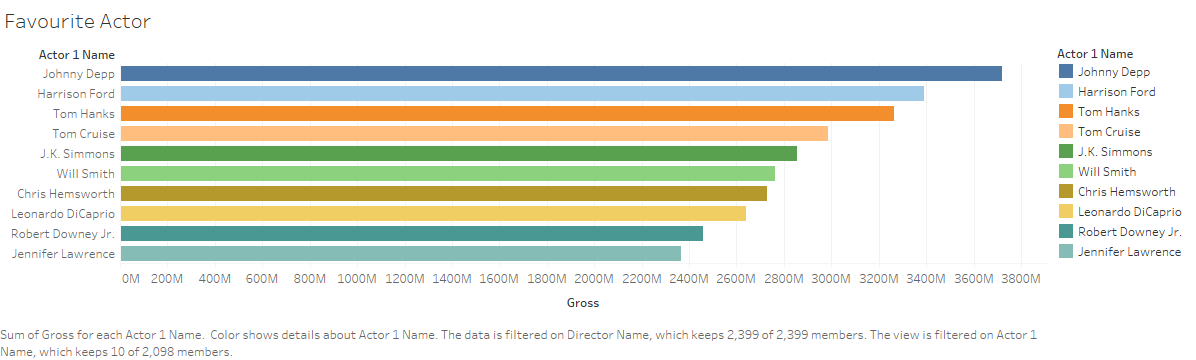 Favourite Actor
Actor 1 Name
Johnny Depp
Harrison Ford
Tom Hanks
Tom Cruise
J.K. Simmons
Will Smith
Chris Hemsworth
Leonardo DiCaprio
Robert Downey Jr.
Jennifer Lawrence
0M 200M 400M 600M 800M 1000M 1200M 1400M 1600M 1800M 2000M 2200M 2400M 2600M 2800M 3000M 3200M 3400M 3600M 3800M
Gross
Actor 1 Name
Johnny Depp
Harrison Ford
Tom Hanks
Tom Cruise
J.K. Simmons
Will Smith
Chris Hemsworth
Leonardo DiCaprio
Robert Downey Jr.
Jennifer Lawrence
Sum of Gross for each Actor 1 Name. Color shows details about Actor 1 Name. The data is filtered on Director Name, which keeps 2,399 of 2,399 members. The view is filtered on Actor 1
Name, which keeps 10 of 2,098 members.